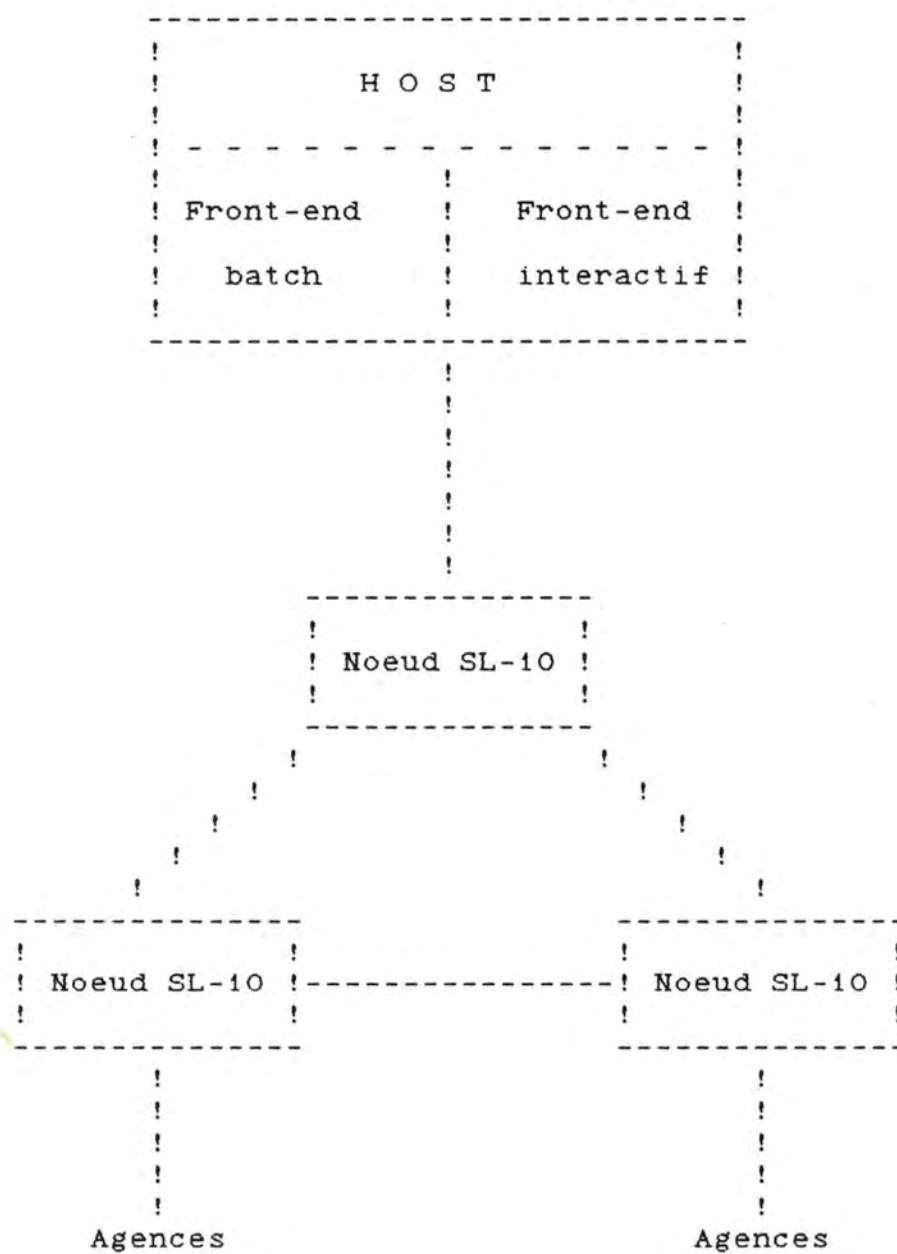 H O S T
Front-end Front-end
batch interactif
Noeud SL-10
Noeud SL-10 Noeud SL-10
Agences Agences